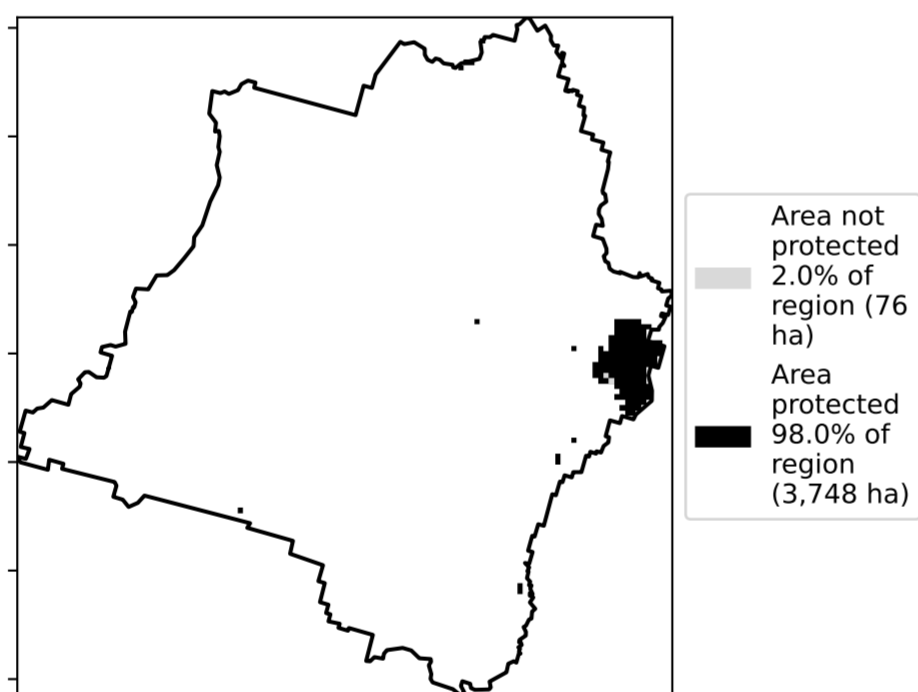 Area not
protected
2.0% of
region (76
ha)
Area
protected
98.0% of
region
(3,748 ha)